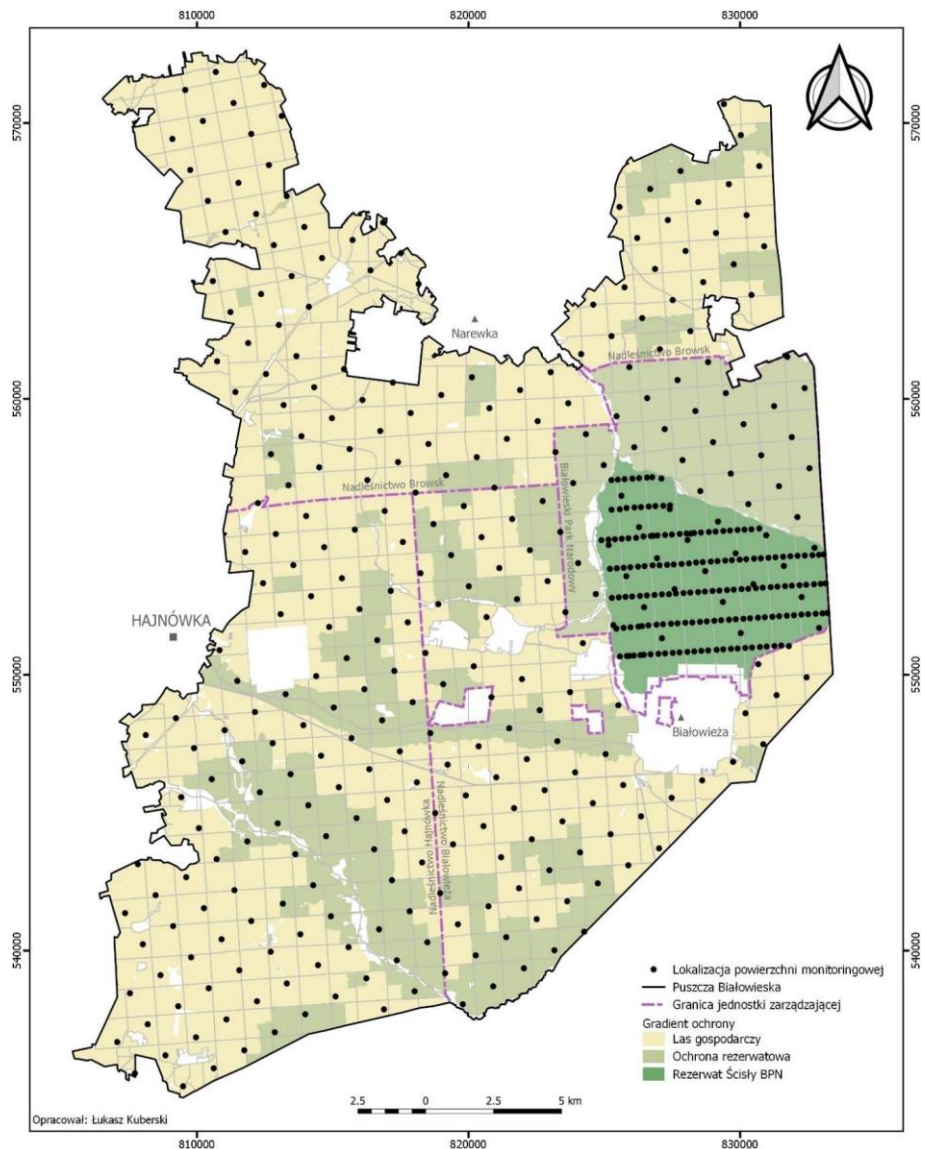 810000
820000
830000
570000
570000
Narewka
Nadleśnictwo Browsk
560000
560000
Białowieski Park Narodowy
Nadleśnictwo Browsk
HAJNÓWKA
550000
550000
Białowieża
Nadleśnictwo Hajnówka
Nadleśnictwo Białowieża
540000
540000
Lokalizacja powierzchni monitoringowej
Puszcza Białowieska
Granica jednostki zarządzającej
Gradient ochrony
Las gospodarczy
Ochrona rezerwatowa
Rezerwat Ścisły BPN
2.5 0 2.5 5 km
Opracował: Łukasz Kuberski
810000
820000
830000